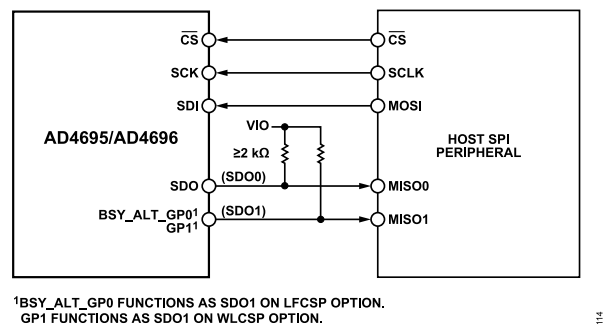 CS CS
SCK SCLK
SDI MOSI
VIO
AD4695/AD4696
≥2 kΩ
HOST SPI
PERIPHERAL
SDO (SDO0) MISO0
BSY_ALT_GP0¹ (SDO1) MISO1
GP1¹
¹BSY_ALT_GP0 FUNCTIONS AS SDO1 ON LFCSP OPTION.
GP1 FUNCTIONS AS SDO1 ON WLCSP OPTION.
114